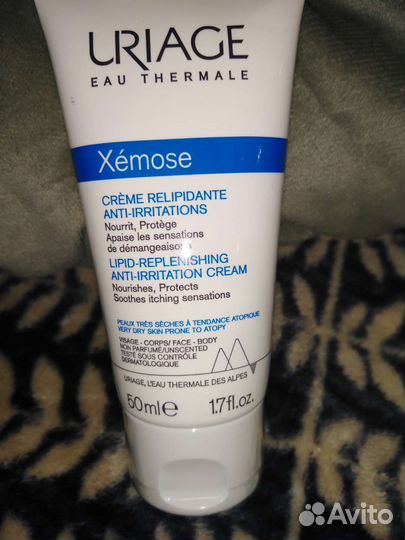 URIAGE
EAU THERMALE
Xémose
CRÈME RELIPIDANTE
ANTI-IRRITATIONS
Nourrit, Protège
Apaise les sensations
de démangeaisons
LIPID-REPLENISHING
ANTI-IRRITATION CREAM
Nourishes, Protects
Soothes itching sensations
PEAUX TRÈS SÈCHES À TENDANCE ATOPIQUE
VERY DRY SKIN PRONE TO ATOPY
VISAGE - CORPS/ FACE - BODY
NON PARFUMÉ/UNSCENTED
TESTÉ SOUS CONTRÔLE
DERMATOLOGIQUE
URIAGE, L'EAU THERMALE DES ALPES
50ml℮ 1.7fl.oz.
Avito